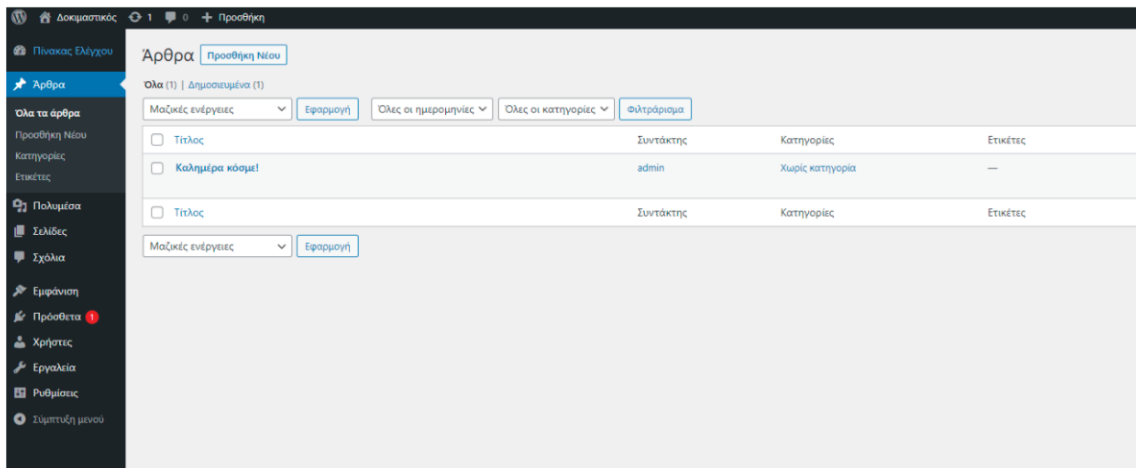 Δοκιμαστικός 1 0 Προσθήκη
Πίνακας Ελέγχου
Άρθρα
Όλα τα άρθρα
Προσθήκη Νέου
Κατηγορίες
Ετικέτες
Πολυμέσα
Σελίδες
Σχόλια
Εμφάνιση
Πρόσθετα 1
Χρήστες
Εργαλεία
Ρυθμίσεις
Σύμπτυξη μενού
Άρθρα Προσθήκη Νέου
Όλα (1) | Δημοσιευμένα (1)
Μαζικές ενέργειες Εφαρμογή Όλες οι ημερομηνίες Όλες οι κατηγορίες Φιλτράρισμα
Τίτλος Συντάκτης Κατηγορίες Ετικέτες
Καλημέρα κόσμε! admin Χωρίς κατηγορία —
Τίτλος Συντάκτης Κατηγορίες Ετικέτες
Μαζικές ενέργειες Εφαρμογή